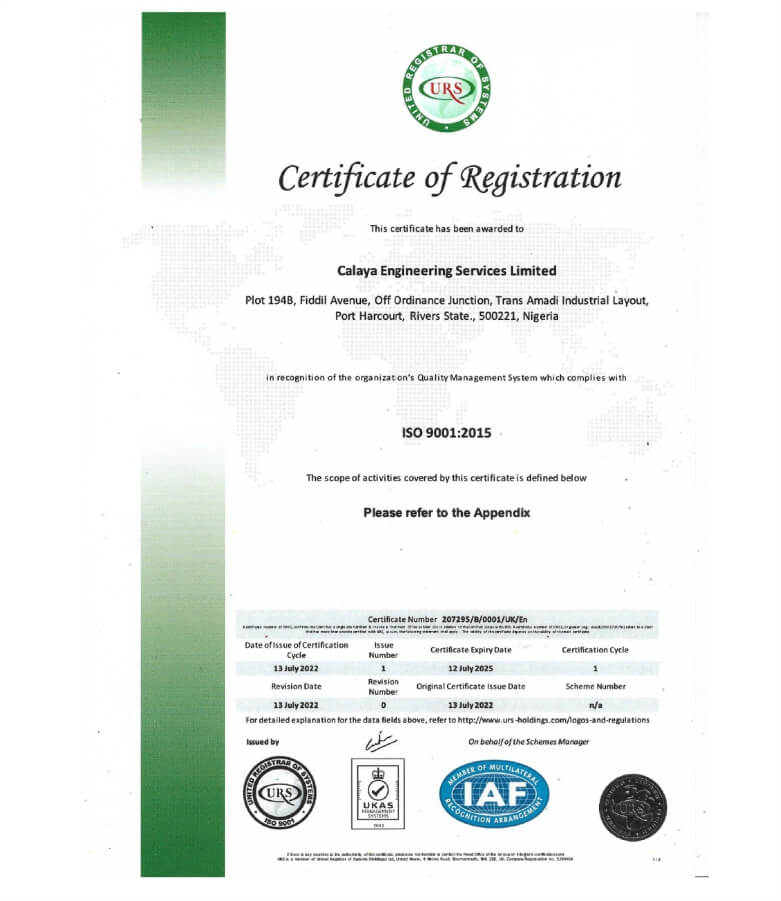 UNITED REGISTRAR OF SYSTEMS
URS
Certificate of Registration
This certificate has been awarded to
Calaya Engineering Services Limited
Plot 194B, Fiddil Avenue, Off Ordinance Junction, Trans Amadi Industrial Layout,
Port Harcourt, Rivers State., 500221, Nigeria
in recognition of the organization's Quality Management System which complies with
ISO 9001:2015
The scope of activities covered by this certificate is defined below
Please refer to the Appendix
Certificate Number 207295/B/0001/UK/En
Date of Issue of Certification Issue Certificate Expiry Date Certification Cycle
Cycle Number
13 July 2022 1 12 July 2025 1
Revision Date Revision Original Certificate Issue Date Scheme Number
Number
13 July 2022 0 13 July 2022 n/a
For detailed explanation for the data fields above, refer to http://www.urs-holdings.com/logos-and-regulations
Issued by On behalf of the Schemes Manager
UNITED REGISTRAR OF SYSTEMS
URS
ISO 9001
UKAS
MANAGEMENT
SYSTEMS
MEMBER OF MULTILATERAL
IAF
RECOGNITION ARRANGEMENT
URS